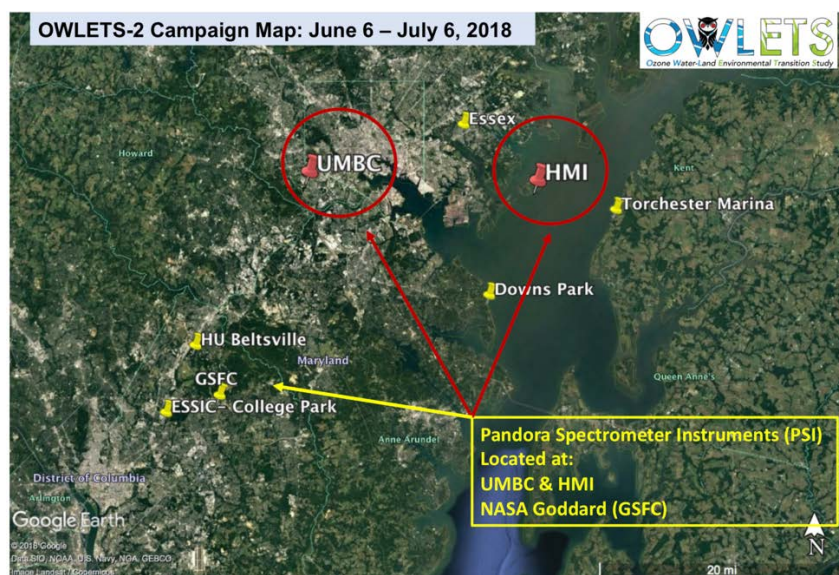 OWLETS-2 Campaign Map: June 6 – July 6, 2018
OWLETS
Ozone Water-Land Environmental Transition Study
Essex
Howard
UMBC
HMI
Kent
Torchester Marina
Downs Park
HU Beltsville
Maryland
GSFC
ESSIC- College Park
Queen Anne's
Anne Arundel
Pandora Spectrometer Instruments (PSI)
Located at:
UMBC & HMI
NASA Goddard (GSFC)
District of Columbia
Arlington
Google Earth
© 2018 Google
Data SIO, NOAA, U.S. Navy, NGA, GEBCO
Image Landsat / Copernicus
N
20 mi